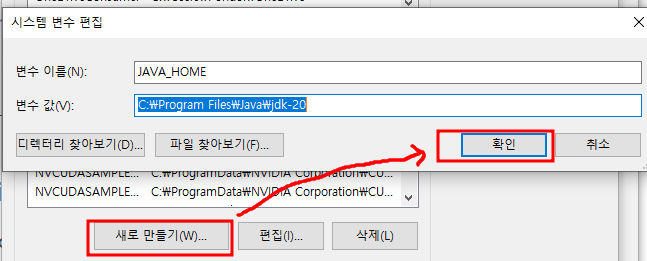 시스템 변수 편집
변수 이름(N):
JAVA_HOME
변수 값(V):
C:₩Program Files₩Java₩jdk-20
디렉터리 찾아보기(D)...
파일 찾아보기(F)...
확인
취소
NVCUDASAMPLE... C:₩ProgramData₩NVIDIA Corporation₩CU...
NVCUDASAMPLE... C:₩ProgramData₩NVIDIA Corporation₩CU...
새로 만들기(W)...
편집(I)...
삭제(L)